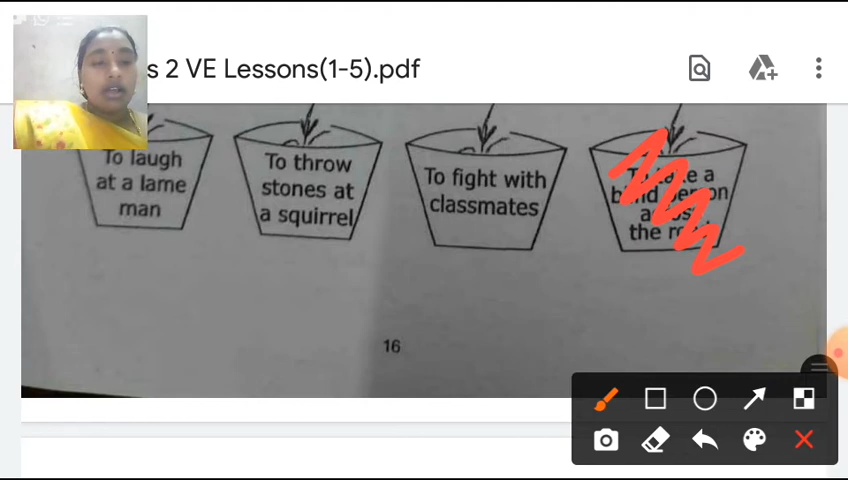 s 2 VE Lessons(1-5).pdf
To laugh
at a lame
man
To throw
stones at
a squirrel
To fight with
classmates
a
the
16